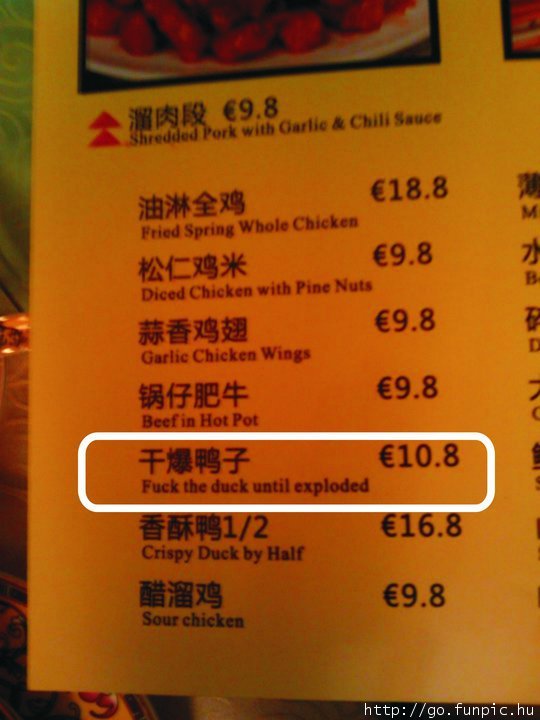 溜肉段 €9.8
Shredded Pork with Garlic & Chili Sauce
油淋全鸡 €18.8
Fried Spring Whole Chicken
松仁鸡米 €9.8
Diced Chicken with Pine Nuts
蒜香鸡翅 €9.8
Garlic Chicken Wings
锅仔肥牛 €9.8
Beef in Hot Pot
干爆鸭子 €10.8
Fuck the duck until exploded
香酥鸭1/2 €16.8
Crispy Duck by Half
醋溜鸡 €9.8
Sour chicken
http://go.funpic.hu